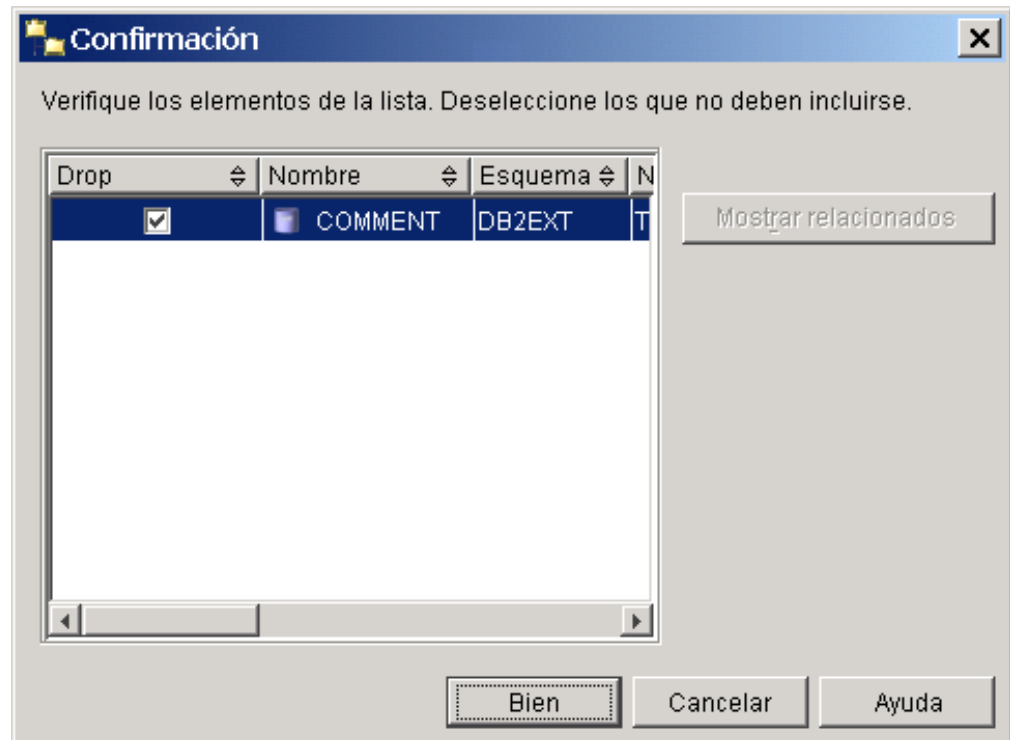 Confirmación
Verifique los elementos de la lista. Deseleccione los que no deben incluirse.
Drop Nombre Esquema N
COMMENT DB2EXT T
Mostrar relacionados
Bien Cancelar Ayuda